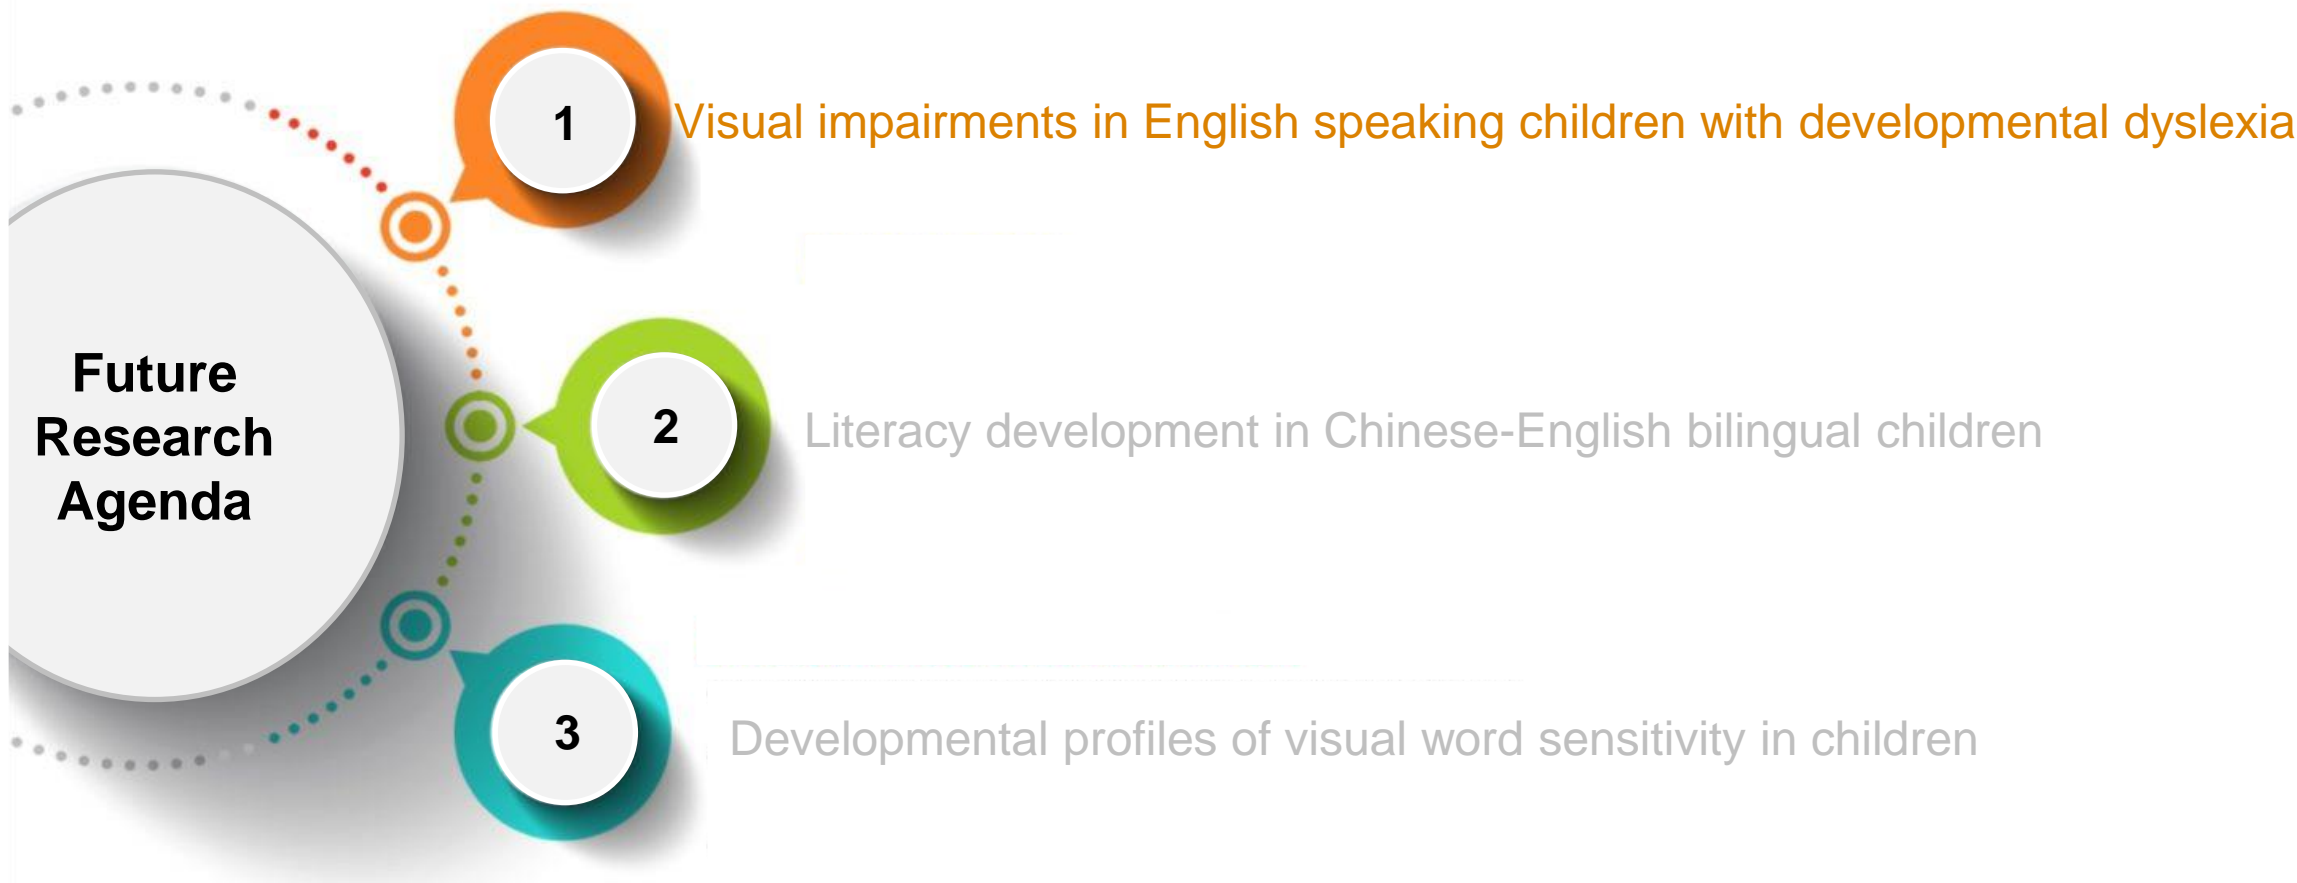 Future
Research
Agenda
1
Visual impairments in English speaking children with developmental dyslexia
2
Literacy development in Chinese-English bilingual children
3
Developmental profiles of visual word sensitivity in children